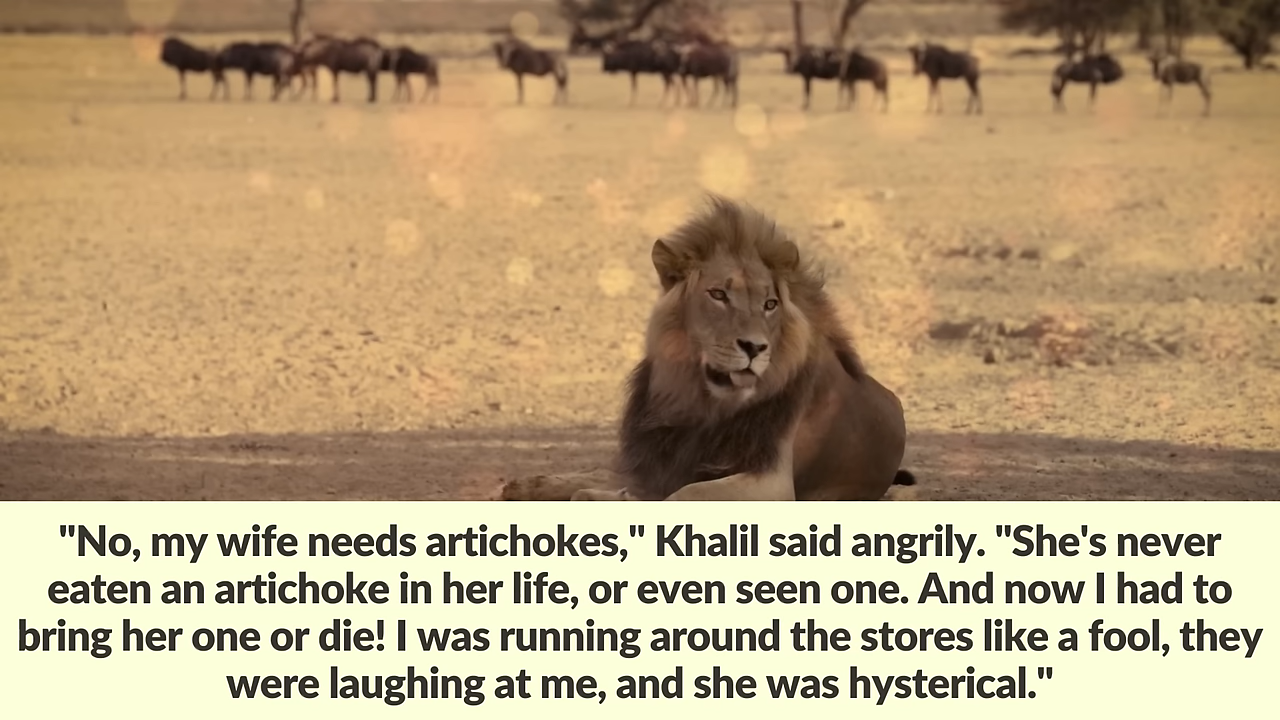 "No, my wife needs artichokes," Khalil said angrily. "She's never
eaten an artichoke in her life, or even seen one. And now I had to
bring her one or die! I was running around the stores like a fool, they
were laughing at me, and she was hysterical."